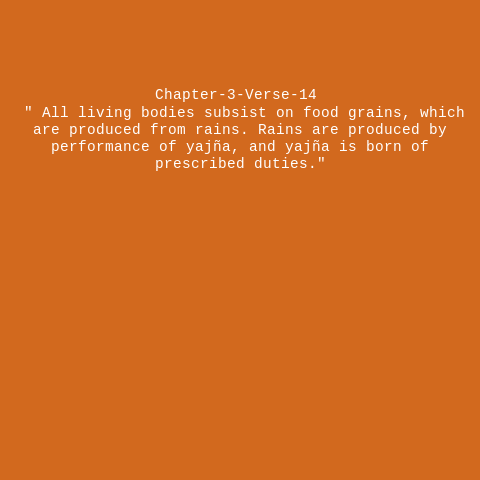 Chapter-3-Verse-14
" All living bodies subsist on food grains, which
are produced from rains. Rains are produced by
performance of yajña, and yajña is born of
prescribed duties."